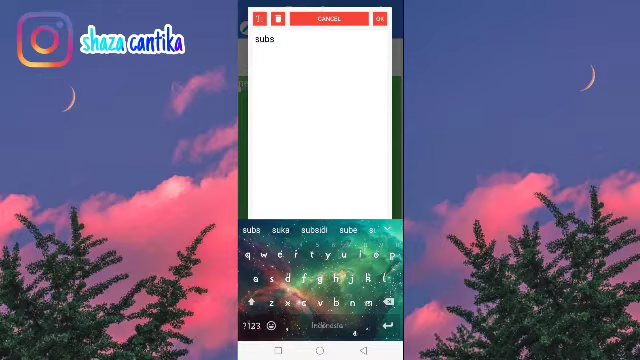 shaza cantika
CANCEL
OK
subs
subs suka subsidi sube
q w e r t y u i o p
a s d f g h j k l
z x c v b n m
?123 Indonesia